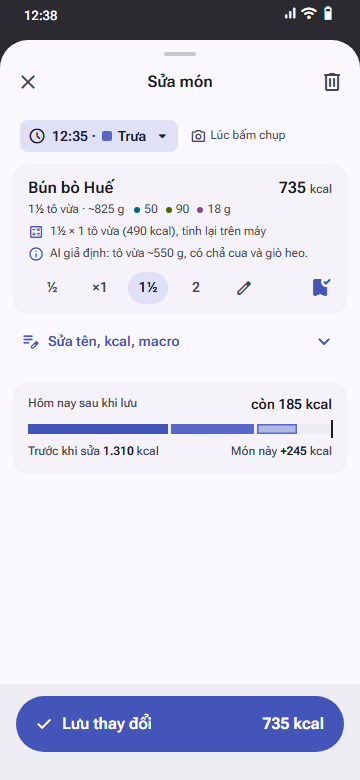 12:38
Sửa món
12:35 · Trưa
Lúc bấm chụp
Bún bò Huế
735 kcal
1½ tô vừa · ~825 g 50 90 18 g
1½ × 1 tô vừa (490 kcal), tính lại trên máy
AI giả định: tô vừa ~550 g, có chả cua và giò heo.
½ ×1 1½ 2
Sửa tên, kcal, macro
Hôm nay sau khi lưu
còn 185 kcal
Trước khi sửa 1.310 kcal
Món này +245 kcal
Lưu thay đổi
735 kcal